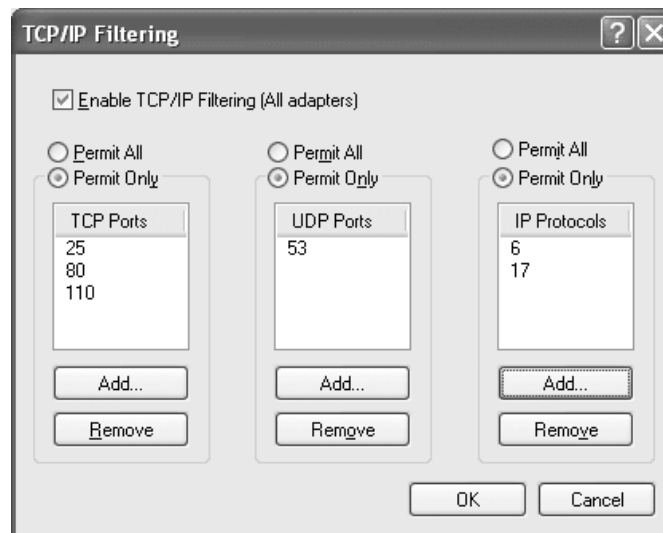 TCP/IP Filtering
Enable TCP/IP Filtering (All adapters)
Permit All
Permit Only
TCP Ports
25
80
110
Add...
Remove
Permit All
Permit Only
UDP Ports
53
Add...
Remove
Permit All
Permit Only
IP Protocols
6
17
Add...
Remove
OK
Cancel